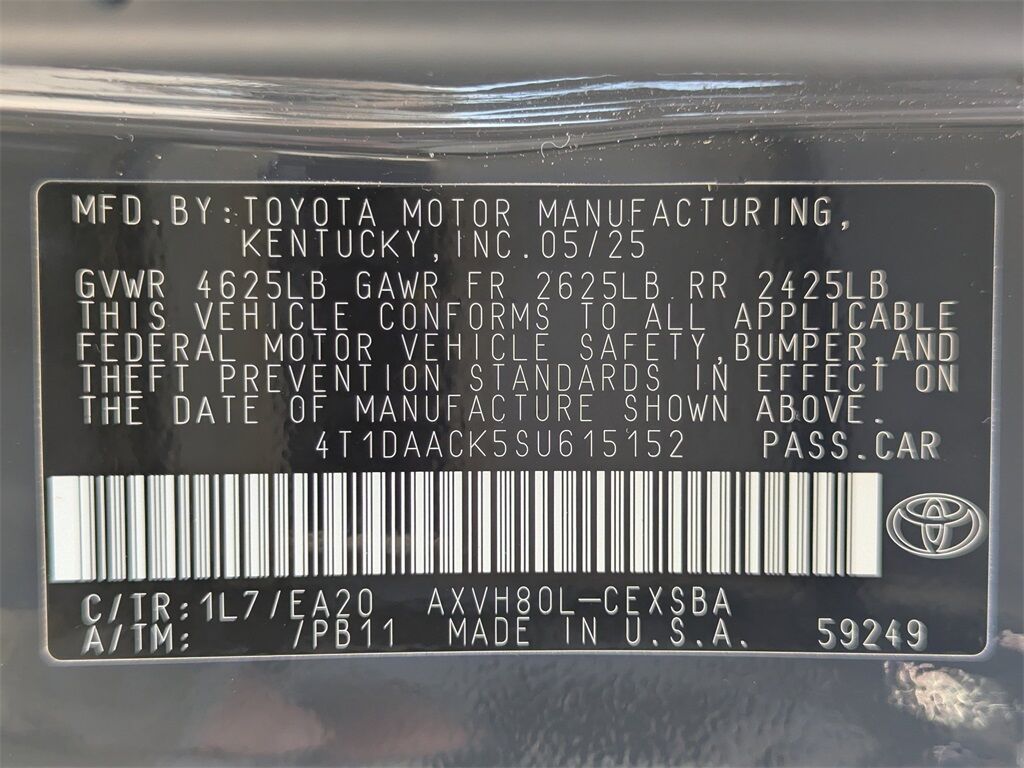 MFD.BY:TOYOTA MOTOR MANUFACTURING,
KENTUCKY,INC.05/25
GVWR 4625LB GAWR FR 2625LB RR 2425LB
THIS VEHICLE CONFORMS TO ALL APPLICABLE
FEDERAL MOTOR VEHICLE SAFETY,BUMPER,AND
THEFT PREVENTION STANDARDS IN EFFECT ON
THE DATE OF MANUFACTURE SHOWN ABOVE.
4T1DAACK5SU615152 PASS.CAR
C/TR:1L7/EA20 AXVH80L-CEXSBA
A/TM: /PB11 MADE IN U.S.A. 59249